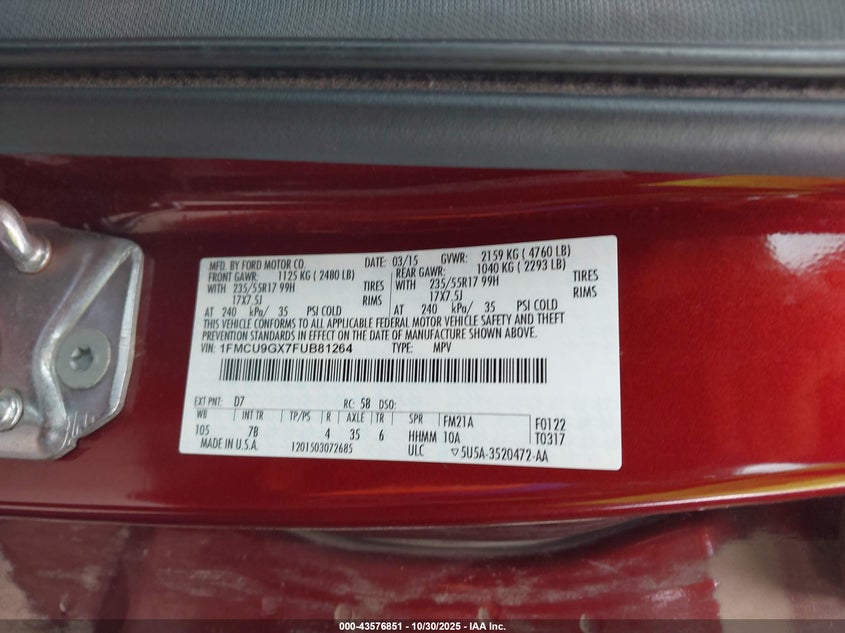 MFD. BY FORD MOTOR CO. DATE: 03/15 GVWR: 2159 KG ( 4760 LB)
FRONT GAWR: 1125 KG ( 2480 LB) REAR GAWR: 1040 KG ( 2293 LB)
WITH 235/55R17 99H TIRES WITH 235/55R17 99H TIRES
17X7.5J RIMS 17X7.5J RIMS
AT 240 kPa/ 35 PSI COLD AT 240 kPa/ 35 PSI COLD
THIS VEHICLE CONFORMS TO ALL APPLICABLE FEDERAL MOTOR VEHICLE SAFETY AND THEFT
PREVENTION STANDARDS IN EFFECT ON THE DATE OF MANUFACTURE SHOWN ABOVE.
VIN: 1FMCU9GX7FUB81264 TYPE: MPV
EXT PNT: D7 RC: 58 DSO:
WB INT TR TP/PS R AXLE TR SPR FM21A F0122
105 7B 4 35 6 HHMM 10A T0317
MADE IN U.S.A. 1201503072685 ULC ▽5U5A-3520472-AA
000-43576851 - 10/30/2025 - IAA Inc.